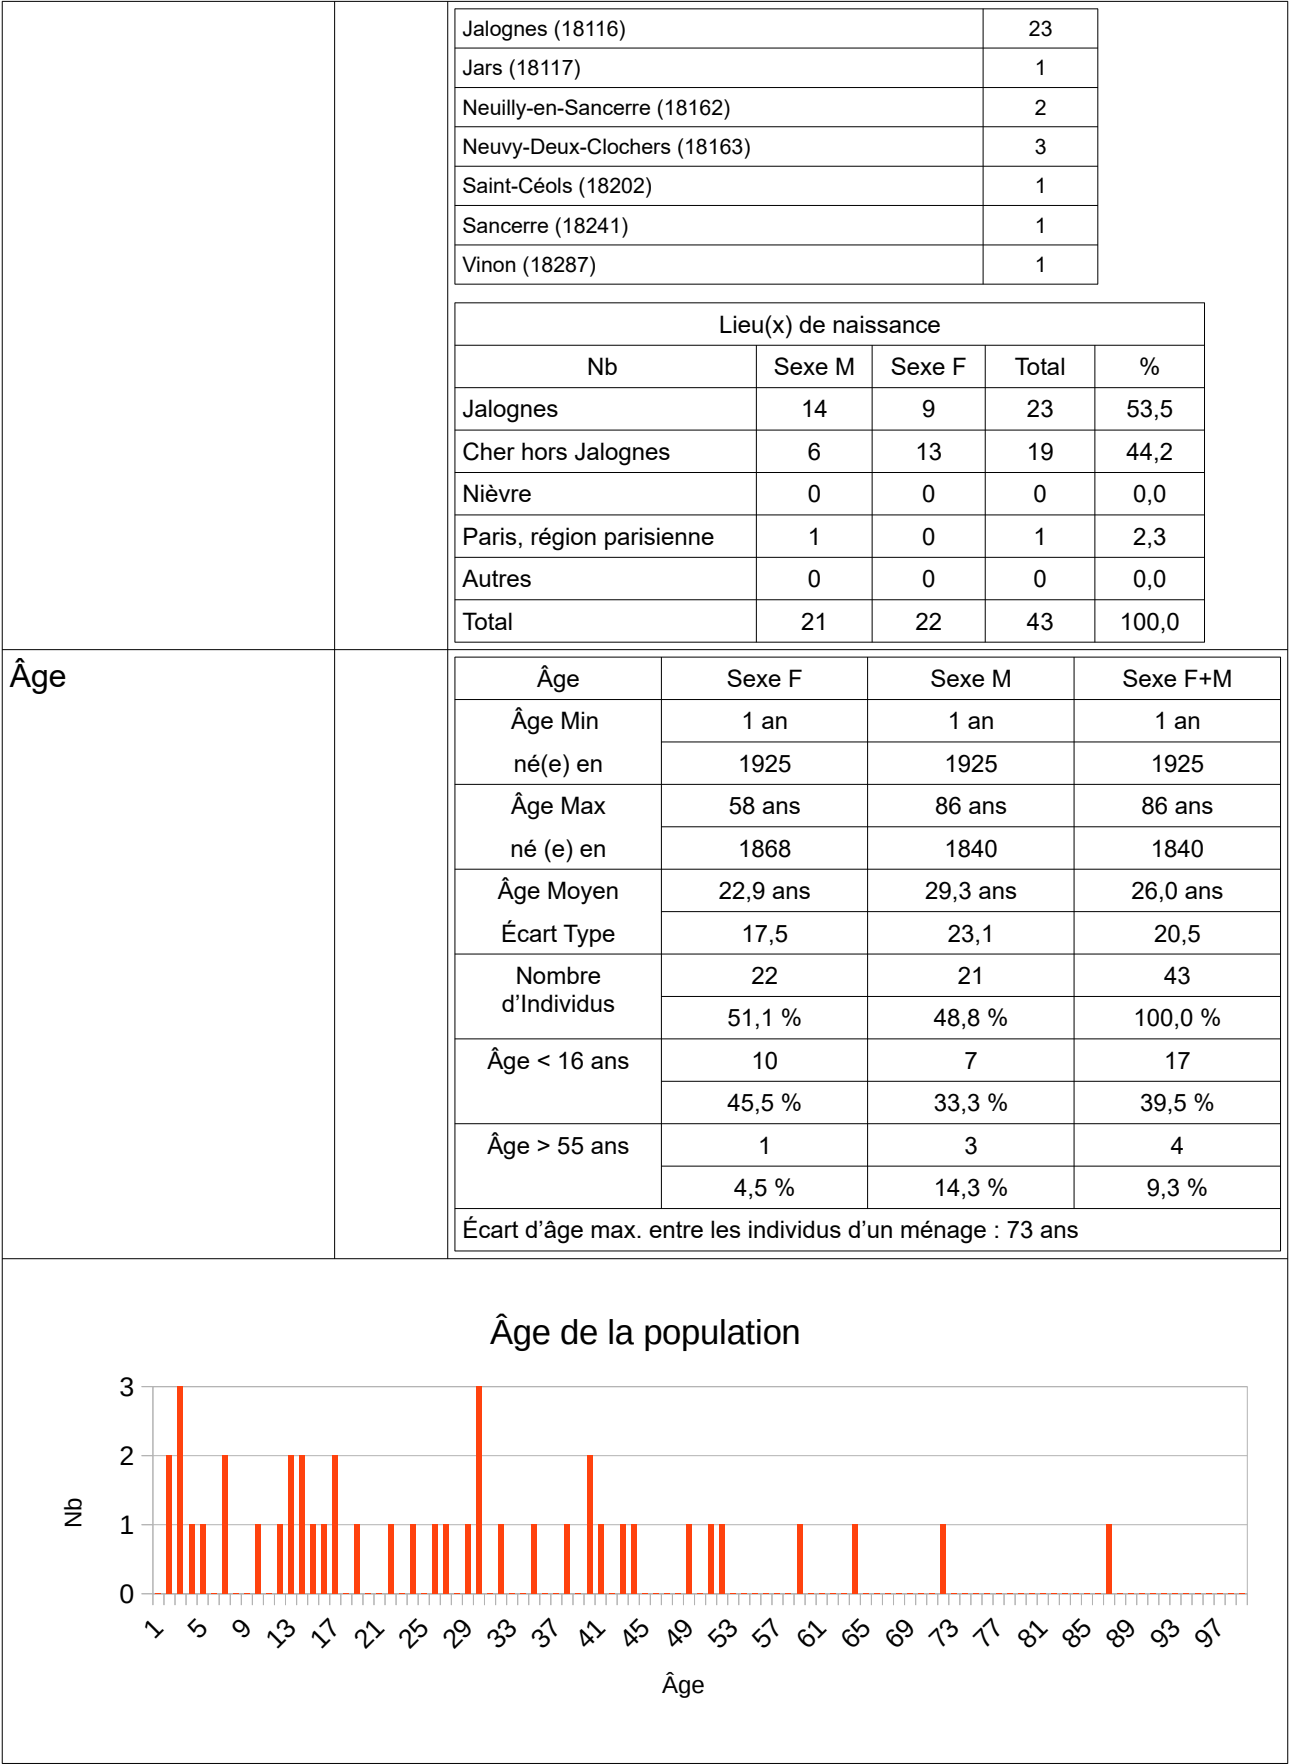 Jalognes (18116) 23
Jars (18117) 1
Neuilly-en-Sancerre (18162) 2
Neuvy-Deux-Clochers (18163) 3
Saint-Céols (18202) 1
Sancerre (18241) 1
Vinon (18287) 1
Lieu(x) de naissance
Nb Sexe M Sexe F Total %
Jalognes 14 9 23 53,5
Cher hors Jalognes 6 13 19 44,2
Nièvre 0 0 0 0,0
Paris, région parisienne 1 0 1 2,3
Autres 0 0 0 0,0
Total 21 22 43 100,0
Âge
Âge Sexe F Sexe M Sexe F+M
Âge Min 1 an 1 an 1 an
né(e) en 1925 1925 1925
Âge Max 58 ans 86 ans 86 ans
né (e) en 1868 1840 1840
Âge Moyen 22,9 ans 29,3 ans 26,0 ans
Écart Type 17,5 23,1 20,5
Nombre 22 21 43
d’Individus
51,1 % 48,8 % 100,0 %
Âge < 16 ans 10 7 17
45,5 % 33,3 % 39,5 %
Âge > 55 ans 1 3 4
4,5 % 14,3 % 9,3 %
Écart d’âge max. entre les individus d’un ménage : 73 ans
Âge de la population
3
2
1
0
Nb
1 5 9 13 17 21 25 29 33 37 41 45 49 53 57 61 65 69 73 77 81 85 89 93 97
Âge